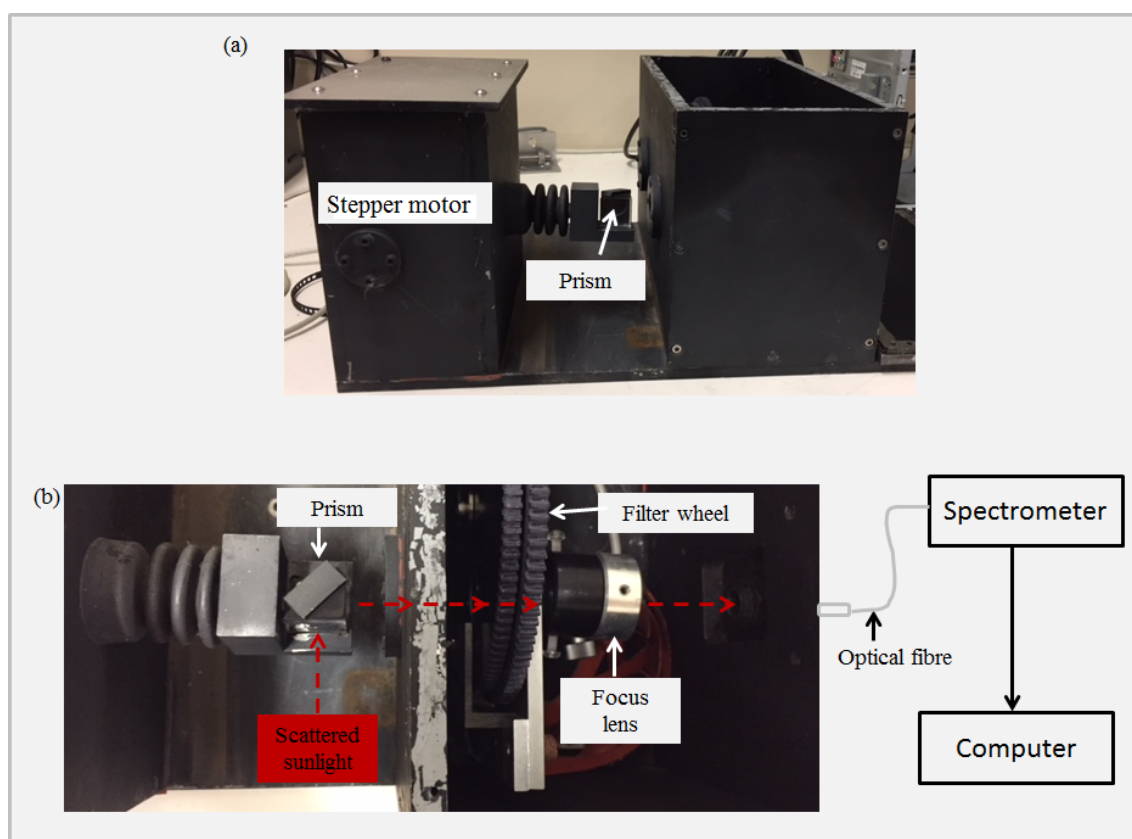 (a)
Stepper motor
Prism
(b)
Prism
Filter wheel
Spectrometer
Optical fibre
Focus
lens
Scattered
sunlight
Computer